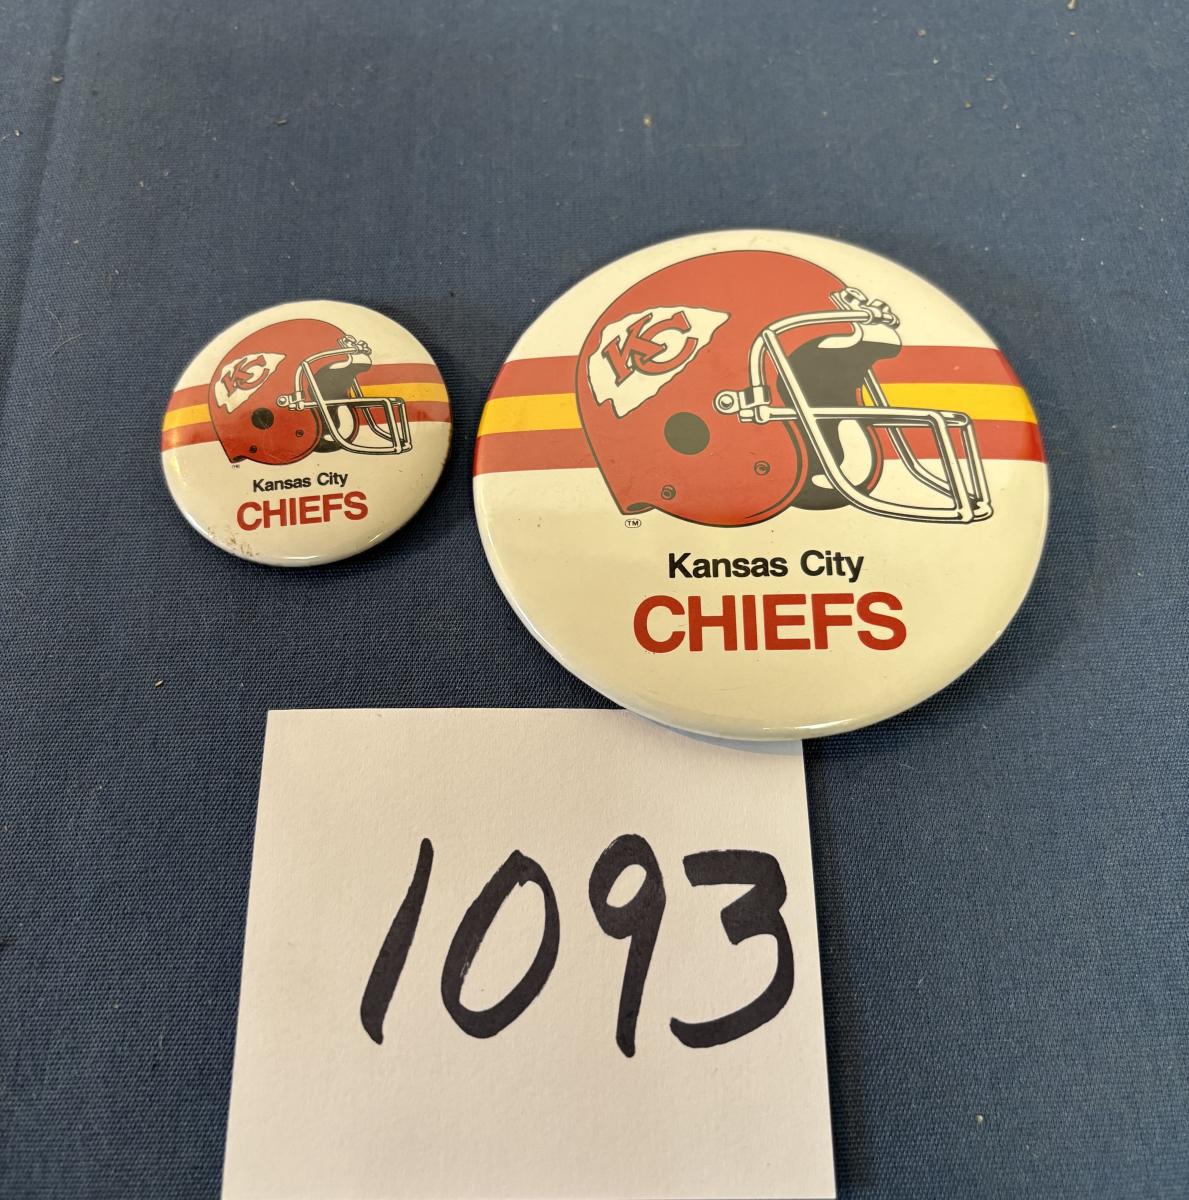 KC
Kansas City
CHIEFS
KC
TM
Kansas City
CHIEFS
1093